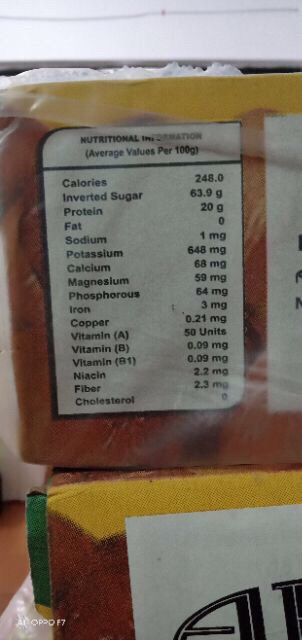 NUTRITIONAL INFORMATION
(Average Values Per 100g)
Calories 248.0
Inverted Sugar 63.9 g
Protein 20 g
Fat 0
Sodium 1 mg
Potassium 648 mg
Calcium 68 mg
Magnesium 59 mg
Phosphorous 64 mg
Iron 3 mg
Copper 0.21 mg
Vitamin (A) 50 Units
Vitamin (B) 0.09 mg
Vitamin (B1) 0.09 mg
Niacin 2.2 mg
Fiber 2.3 mg
Cholesterol 0
OPPO F7